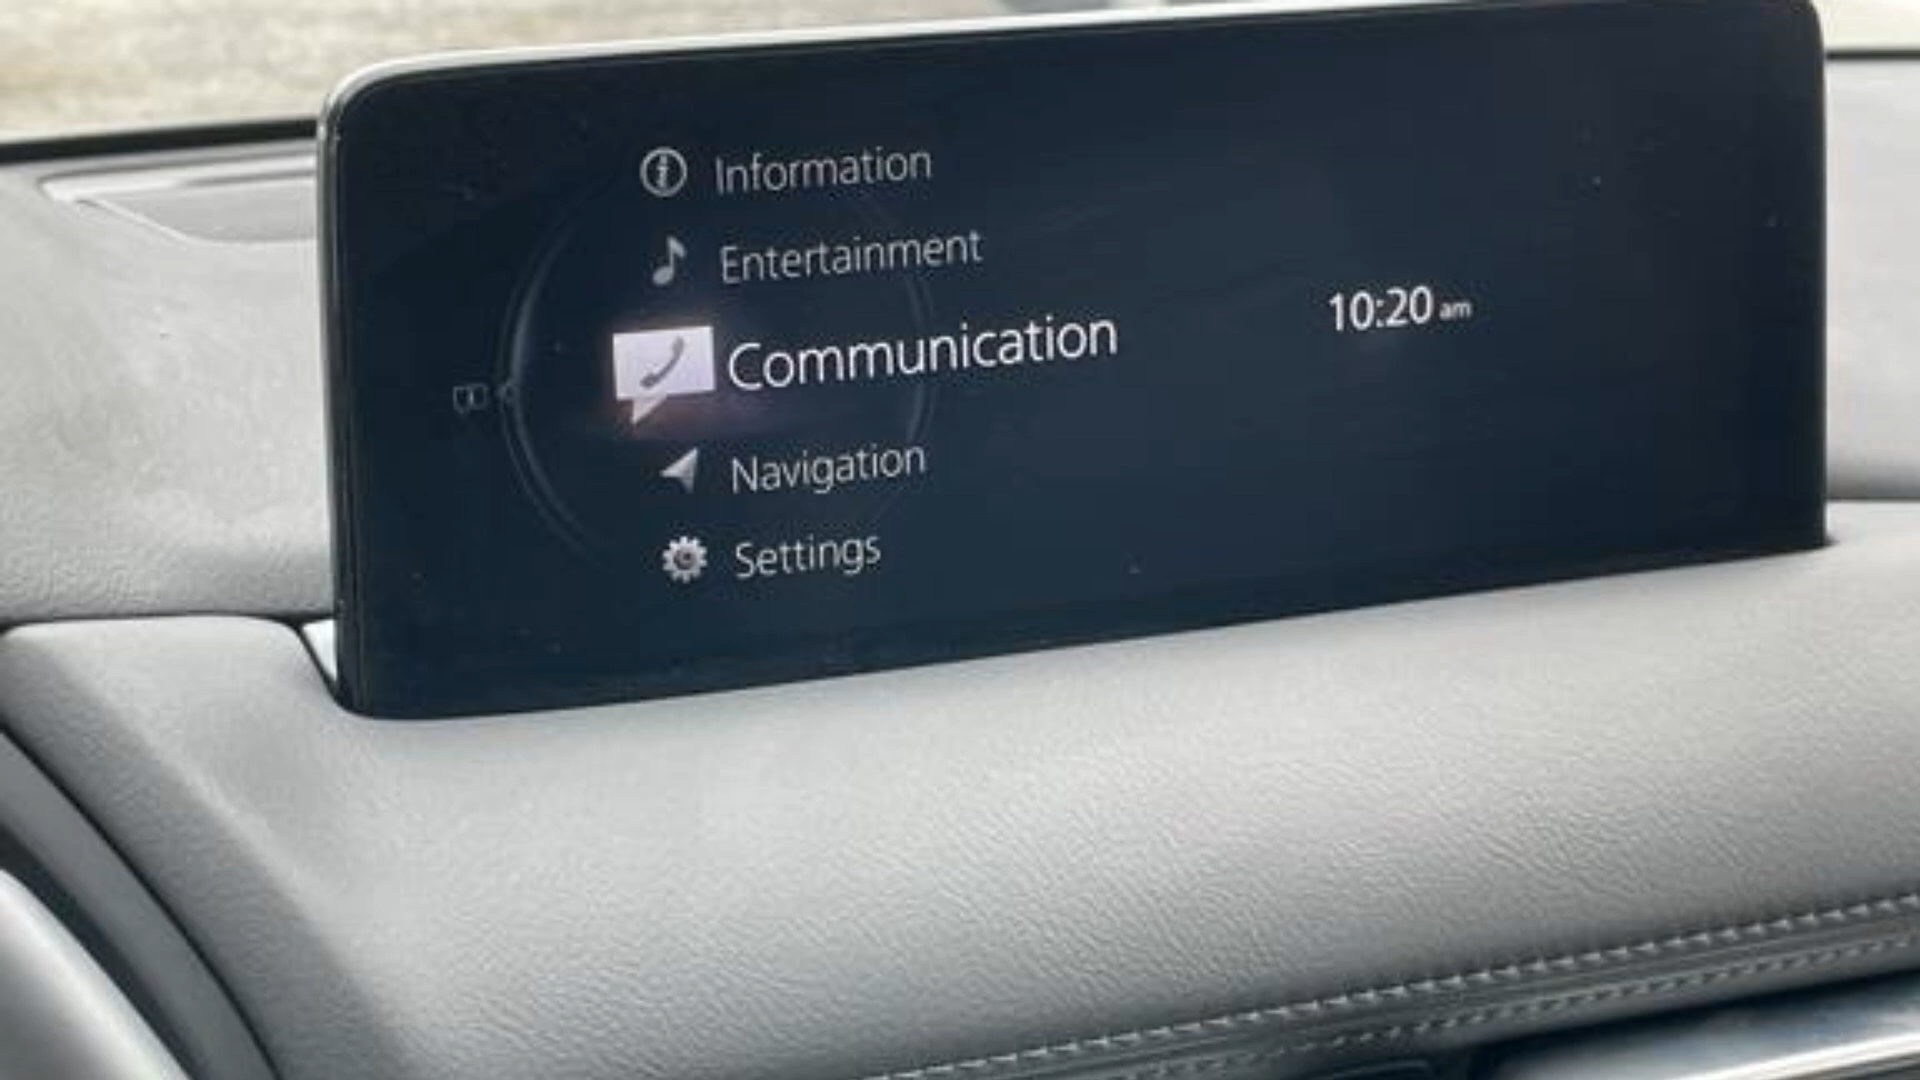 Information
Entertainment
Communication
10:20 am
Navigation
Settings